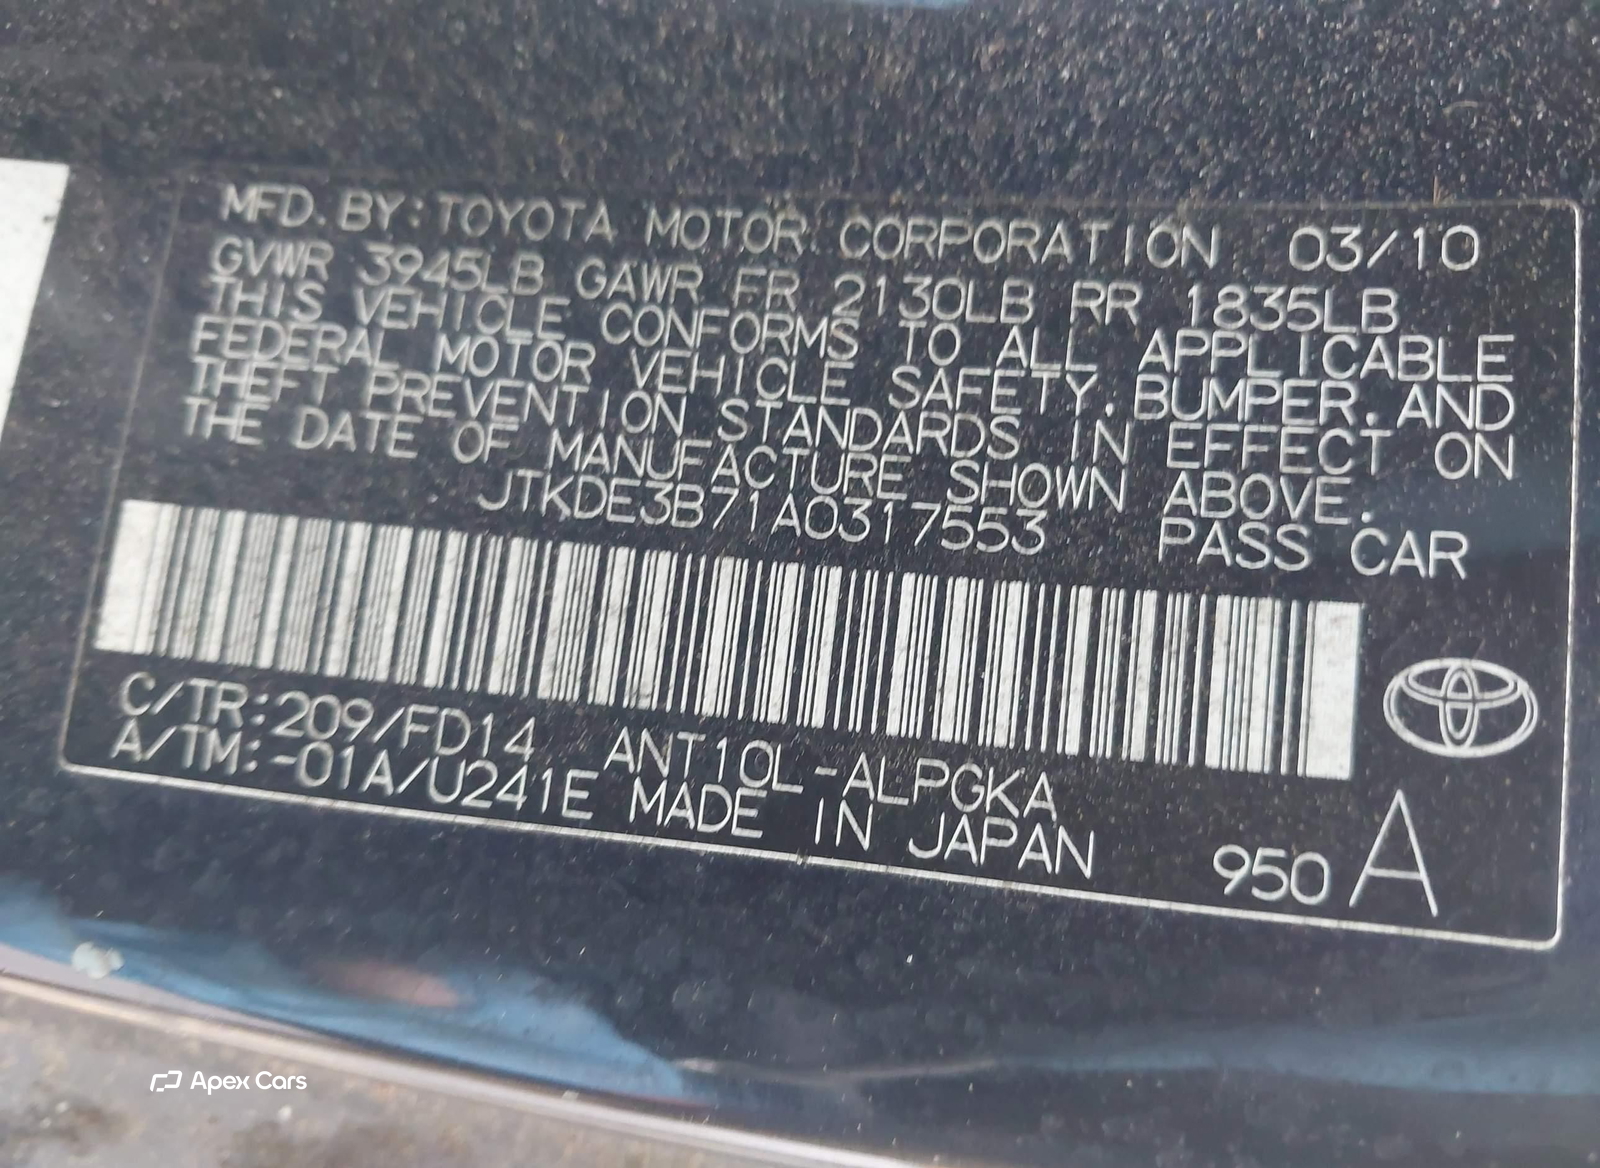 MFD. BY: TOYOTA MOTOR CORPORATION 03/10
GVWR 3945LB GAWR FR 2130LB RR 1835LB
THIS VEHICLE CONFORMS TO ALL APPLICABLE
FEDERAL MOTOR VEHICLE SAFETY, BUMPER, AND
THEFT PREVENTION STANDARDS IN EFFECT ON
THE DATE OF MANUFACTURE SHOWN ABOVE.
JTKDE3B71A0317553 PASS CAR
C/TR:209/FD14 ANT10L-ALPGKA
A/TM:-01A/U241E MADE IN JAPAN 950 A
Apex Cars